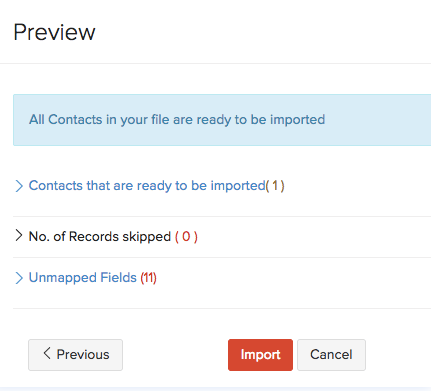 Preview
All Contacts in your file are ready to be imported
Contacts that are ready to be imported( 1 )
No. of Records skipped ( 0 )
Unmapped Fields (11)
Previous Import Cancel